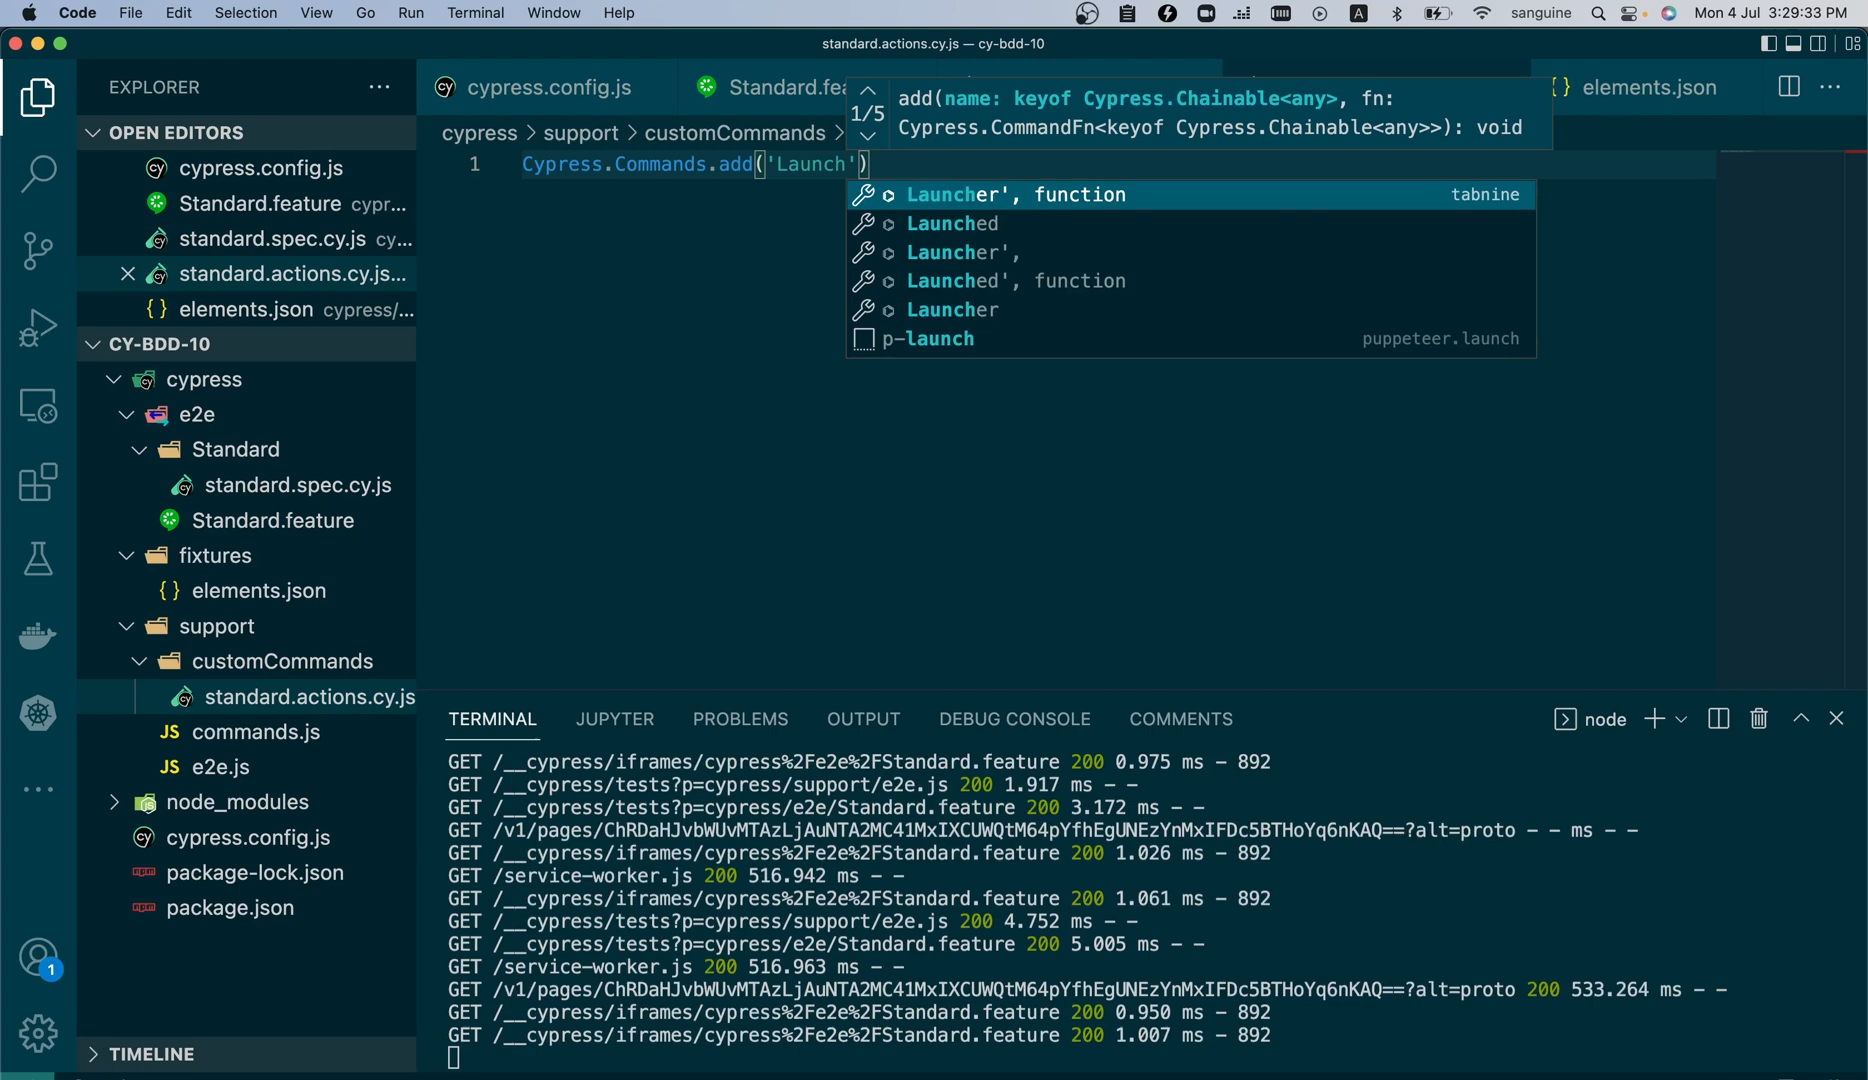 Code File Edit Selection View Go Run Terminal Window Help
A sanguine Mon 4 Jul 3:29:33 PM
standard.actions.cy.js — cy-bdd-10
EXPLORER
OPEN EDITORS
cypress.config.js
Standard.feature cypr...
standard.spec.cy.js cy...
standard.actions.cy.js...
elements.json cypress/...
CY-BDD-10
cypress
e2e
Standard
standard.spec.cy.js
Standard.feature
fixtures
elements.json
support
customCommands
standard.actions.cy.js
commands.js
e2e.js
node_modules
cypress.config.js
package-lock.json
package.json
TIMELINE
1
cypress.config.js
Standard.fea
elements.json
cypress > support > customCommands >
1/5
add(name: keyof Cypress.Chainable<any>, fn:
Cypress.CommandFn<keyof Cypress.Chainable<any>>): void
1 Cypress.Commands.add('Launch')
Launcher', function tabnine
Launched
Launcher',
Launched', function
Launcher
p-launch puppeteer.launch
TERMINAL JUPYTER PROBLEMS OUTPUT DEBUG CONSOLE COMMENTS node
GET /__cypress/iframes/cypress%2Fe2e%2FStandard.feature 200 0.975 ms - 892
GET /__cypress/tests?p=cypress/support/e2e.js 200 1.917 ms - -
GET /__cypress/tests?p=cypress/e2e/Standard.feature 200 3.172 ms - -
GET /v1/pages/ChRDaHJvbWUvMTAzLjAuNTA2MC41MxIXCUWQtM64pYfhEgUNEzYnMxIFDc5BTHoYq6nKAQ==?alt=proto - - ms - -
GET /__cypress/iframes/cypress%2Fe2e%2FStandard.feature 200 1.026 ms - 892
GET /service-worker.js 200 516.942 ms - -
GET /__cypress/iframes/cypress%2Fe2e%2FStandard.feature 200 1.061 ms - 892
GET /__cypress/tests?p=cypress/support/e2e.js 200 4.752 ms - -
GET /__cypress/tests?p=cypress/e2e/Standard.feature 200 5.005 ms - -
GET /service-worker.js 200 516.963 ms - -
GET /v1/pages/ChRDaHJvbWUvMTAzLjAuNTA2MC41MxIXCUWQtM64pYfhEgUNEzYnMxIFDc5BTHoYq6nKAQ==?alt=proto 200 533.264 ms - -
GET /__cypress/iframes/cypress%2Fe2e%2FStandard.feature 200 0.950 ms - 892
GET /__cypress/iframes/cypress%2Fe2e%2FStandard.feature 200 1.007 ms - 892